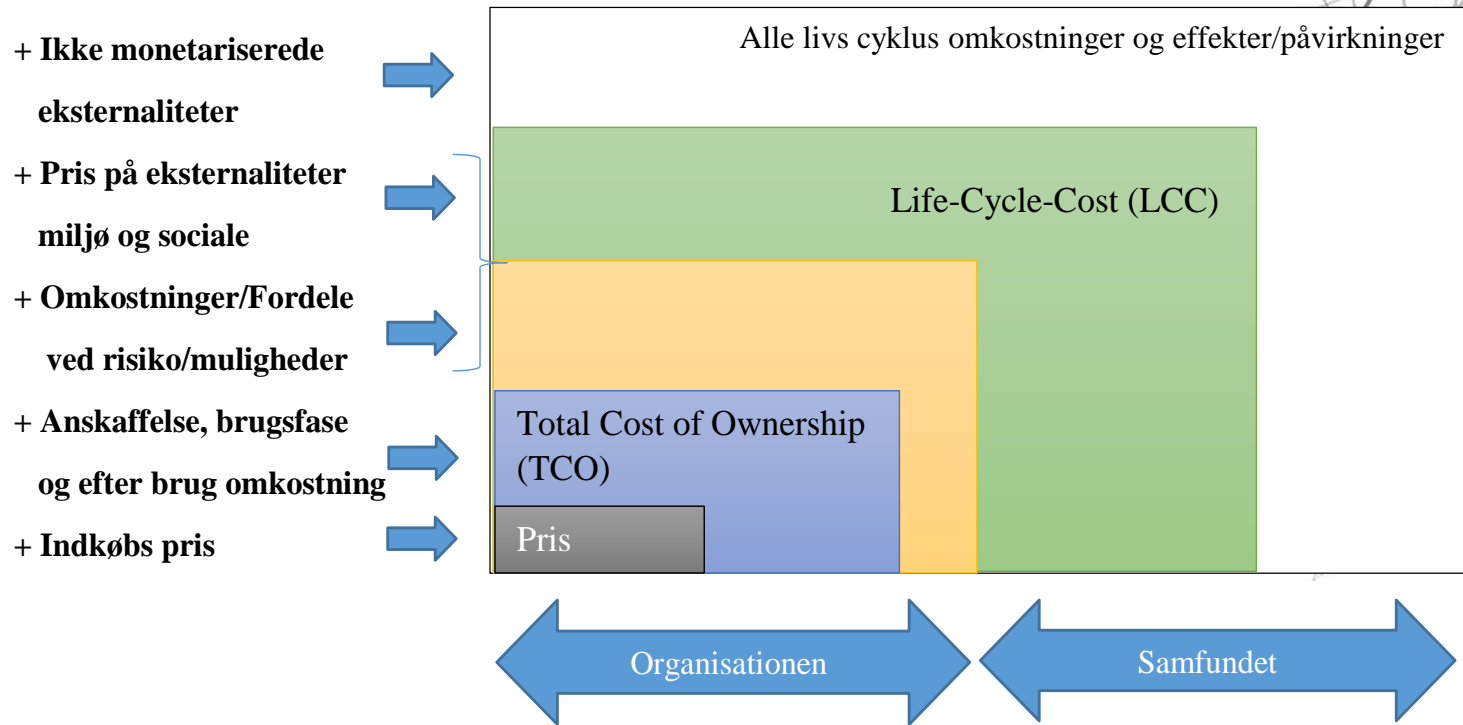 + Ikke monetariserede
eksternaliteter
+ Pris på eksternaliteter
miljø og sociale
+ Omkostninger/Fordele
ved risiko/muligheder
+ Anskaffelse, brugsfase
og efter brug omkostning
+ Indkøbs pris
Alle livs cyklus omkostninger og effekter/påvirkninger
Life-Cycle-Cost (LCC)
Total Cost of Ownership
(TCO)
Pris
Organisationen
Samfundet